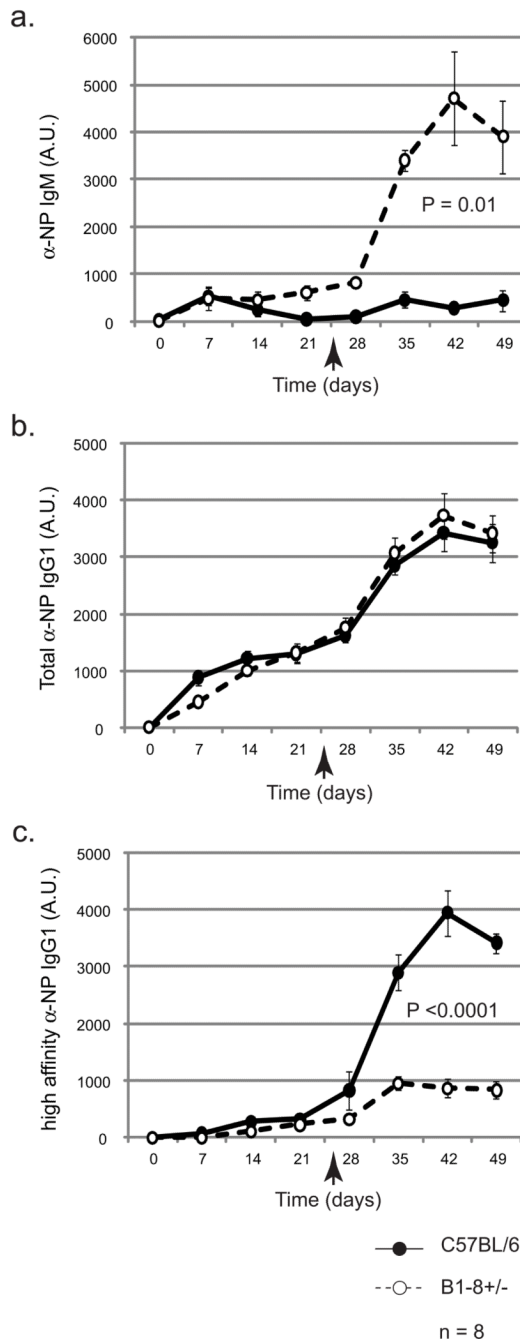 a.
α-NP IgM (A.U.)
6000
5000
4000
3000
2000
1000
0
P = 0.01
0 7 14 21 28 35 42 49
Time (days)
b.
Total α-NP IgG1 (A.U.)
5000
4000
3000
2000
1000
0
0 7 14 21 28 35 42 49
Time (days)
c.
high affinity α-NP IgG1 (A.U.)
5000
4000
3000
2000
1000
0
P <0.0001
0 7 14 21 28 35 42 49
Time (days)
C57BL/6
B1-8+/-
n = 8